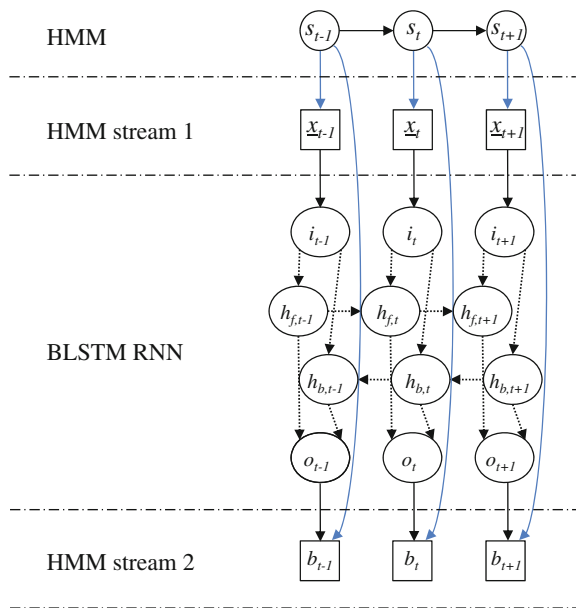 HMM s_{t-1} s_t s_{t+1}
HMM stream 1 x_{t-1} x_t x_{t+1}
i_{t-1} i_t i_{t+1}
h_{f,t-1} h_{f,t} h_{f,t+1}
BLSTM RNN
h_{b,t-1} h_{b,t} h_{b,t+1}
o_{t-1} o_t o_{t+1}
HMM stream 2 b_{t-1} b_t b_{t+1}